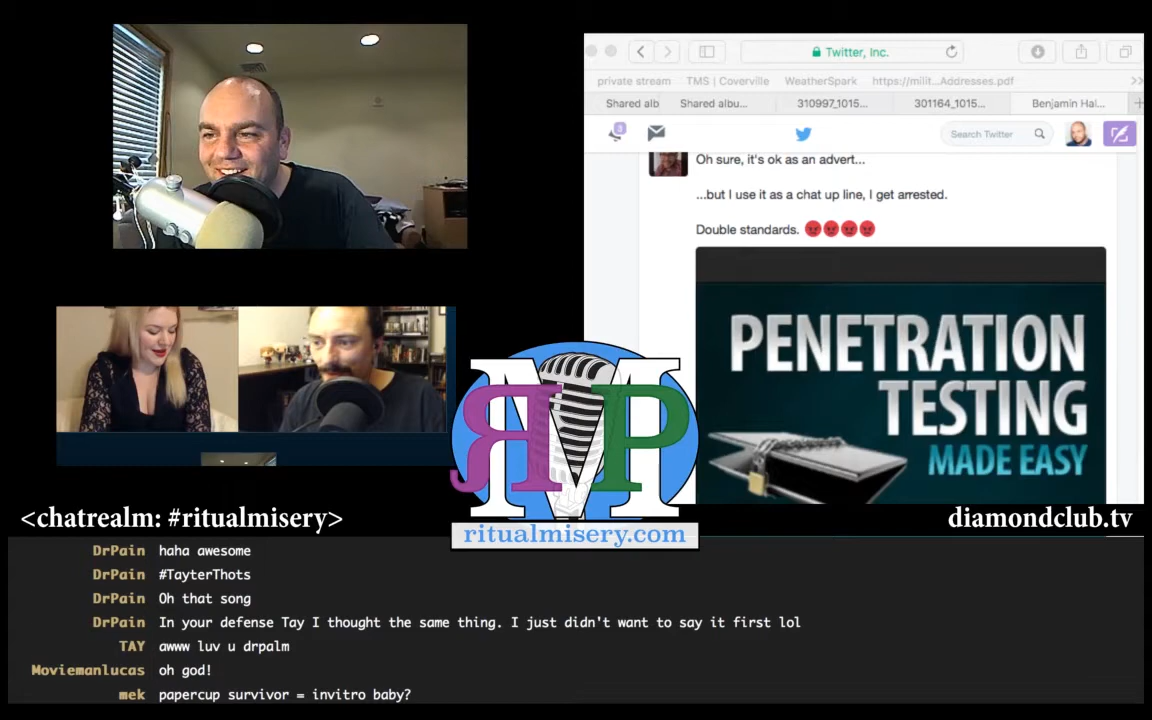 Twitter, Inc.
private stream TMS | Coverville WeatherSpark https://milit...Addresses.pdf
Shared alb Shared albu... 310997_1015... 301164_1015... Benjamin Hal...
3
Search Twitter
Oh sure, it's ok as an advert...
...but I use it as a chat up line, I get arrested.
Double standards. 😡😡😡😡
PENETRATION
TESTING
MADE EASY
RMP
ritualmisery.com
<chatrealm: #ritualmisery>
diamondclub.tv
DrPain haha awesome
DrPain #TayterThots
DrPain Oh that song
DrPain In your defense Tay I thought the same thing. I just didn't want to say it first lol
TAY awww luv u drpalm
Moviemanlucas oh god!
mek papercup survivor = invitro baby?